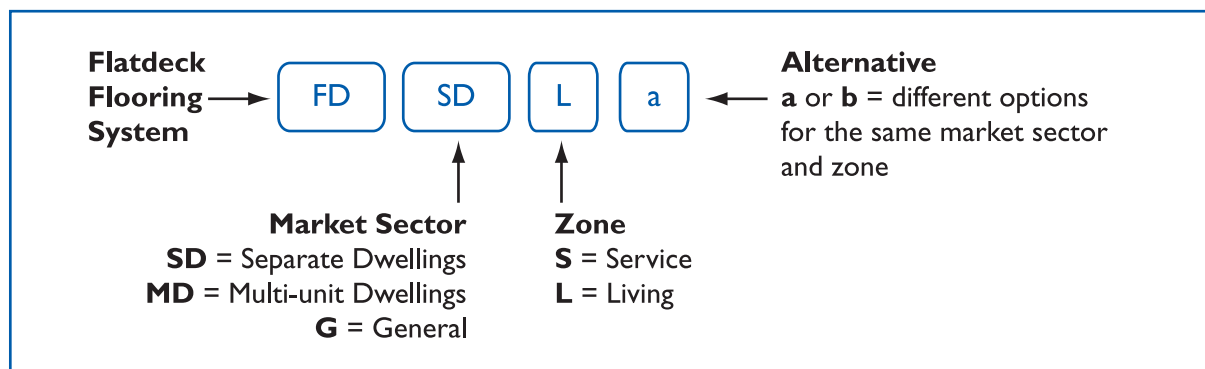 Flatdeck
Flooring
System
FD
SD
L
a
Alternative
a or b = different options
for the same market sector
and zone
Market Sector
SD = Separate Dwellings
MD = Multi-unit Dwellings
G = General
Zone
S = Service
L = Living